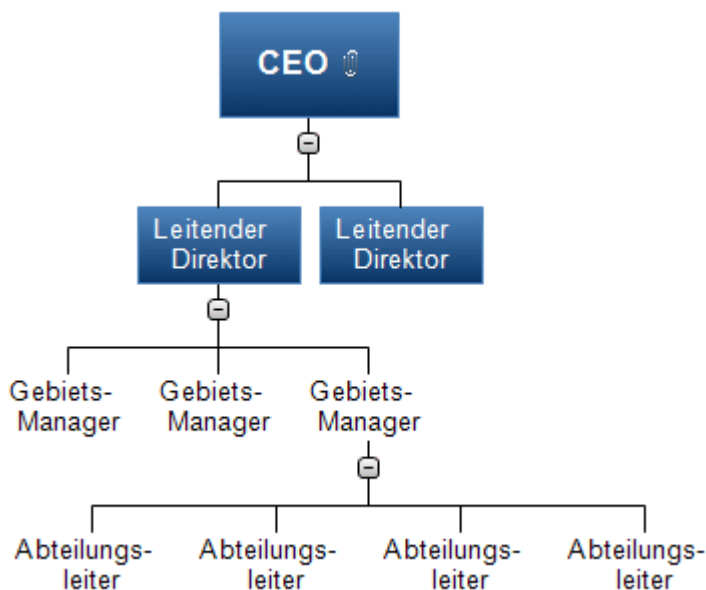 CEO
Leitender
Direktor
Leitender
Direktor
Gebiets-
Manager
Gebiets-
Manager
Gebiets-
Manager
Abteilungs-
leiter
Abteilungs-
leiter
Abteilungs-
leiter
Abteilungs-
leiter